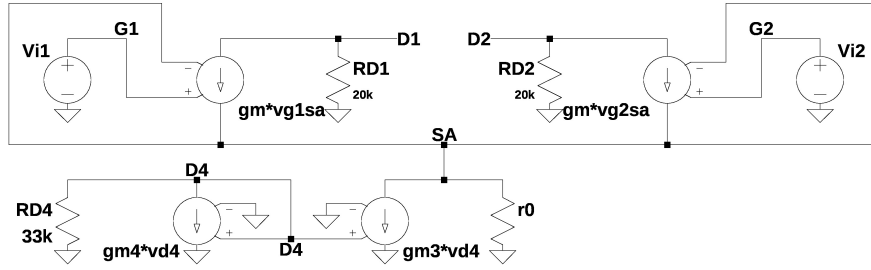 G1
Vi1
D1
D2
G2
Vi2
RD1
20k
RD2
20k
gm*vg1sa
gm*vg2sa
SA
D4
RD4
33k
r0
gm4*vd4
D4
gm3*vd4